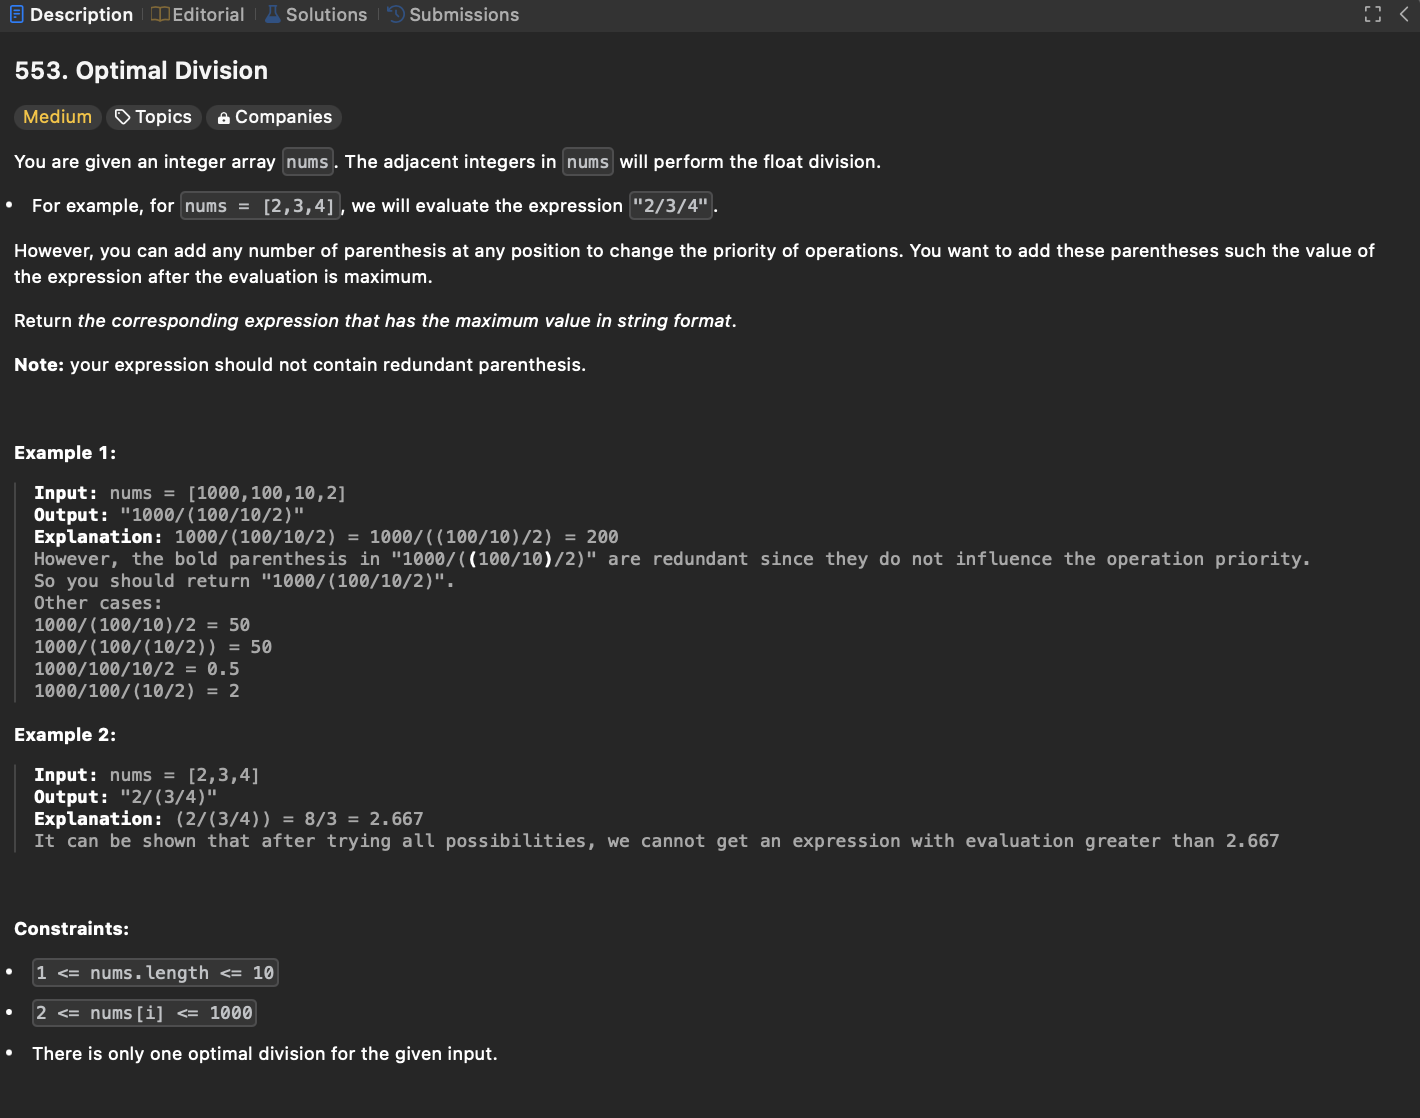 Description Editorial Solutions Submissions
553. Optimal Division
Medium Topics Companies
You are given an integer array nums. The adjacent integers in nums will perform the float division.
• For example, for nums = [2,3,4], we will evaluate the expression "2/3/4".
However, you can add any number of parenthesis at any position to change the priority of operations. You want to add these parentheses such the value of
the expression after the evaluation is maximum.
Return the corresponding expression that has the maximum value in string format.
Note: your expression should not contain redundant parenthesis.
Example 1:
Input: nums = [1000,100,10,2]
Output: "1000/(100/10/2)"
Explanation: 1000/(100/10/2) = 1000/((100/10)/2) = 200
However, the bold parenthesis in "1000/((100/10)/2)" are redundant since they do not influence the operation priority.
So you should return "1000/(100/10/2)".
Other cases:
1000/(100/10)/2 = 50
1000/(100/(10/2)) = 50
1000/100/10/2 = 0.5
1000/100/(10/2) = 2
Example 2:
Input: nums = [2,3,4]
Output: "2/(3/4)"
Explanation: (2/(3/4)) = 8/3 = 2.667
It can be shown that after trying all possibilities, we cannot get an expression with evaluation greater than 2.667
Constraints:
• 1 <= nums.length <= 10
• 2 <= nums[i] <= 1000
• There is only one optimal division for the given input.